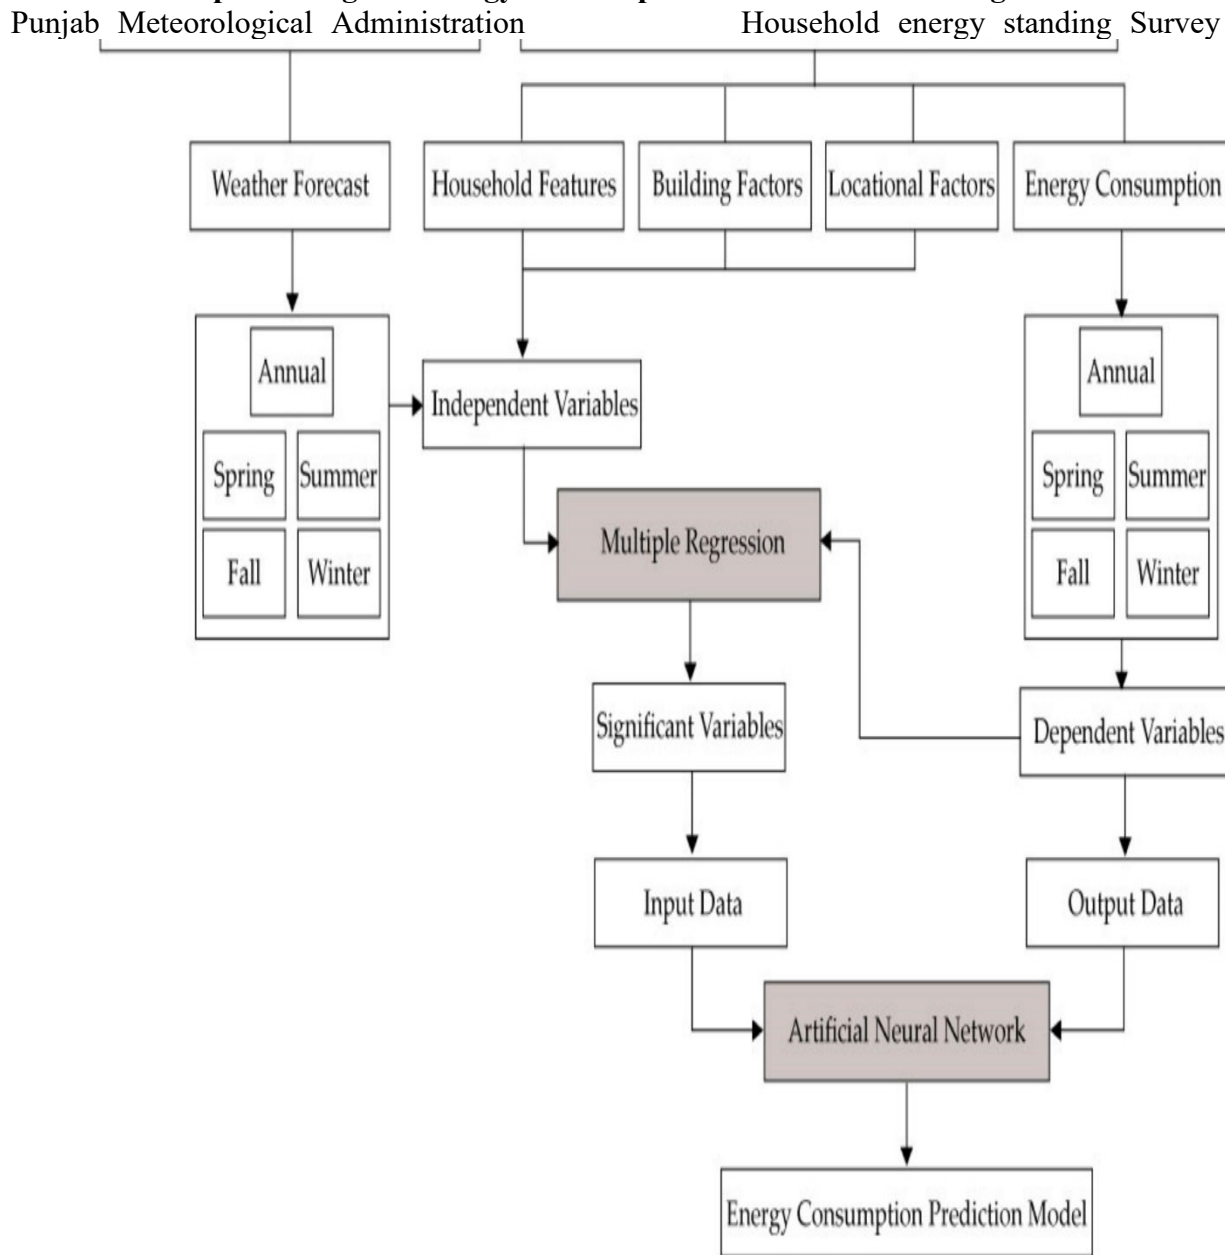 Punjab Meteorological Administration
Household energy standing Survey
Weather Forecast
Household Features
Building Factors
Locational Factors
Energy Consumption
Annual
Spring
Summer
Fall
Winter
Independent Variables
Annual
Spring
Summer
Fall
Winter
Multiple Regression
Significant Variables
Dependent Variables
Input Data
Output Data
Artificial Neural Network
Energy Consumption Prediction Model